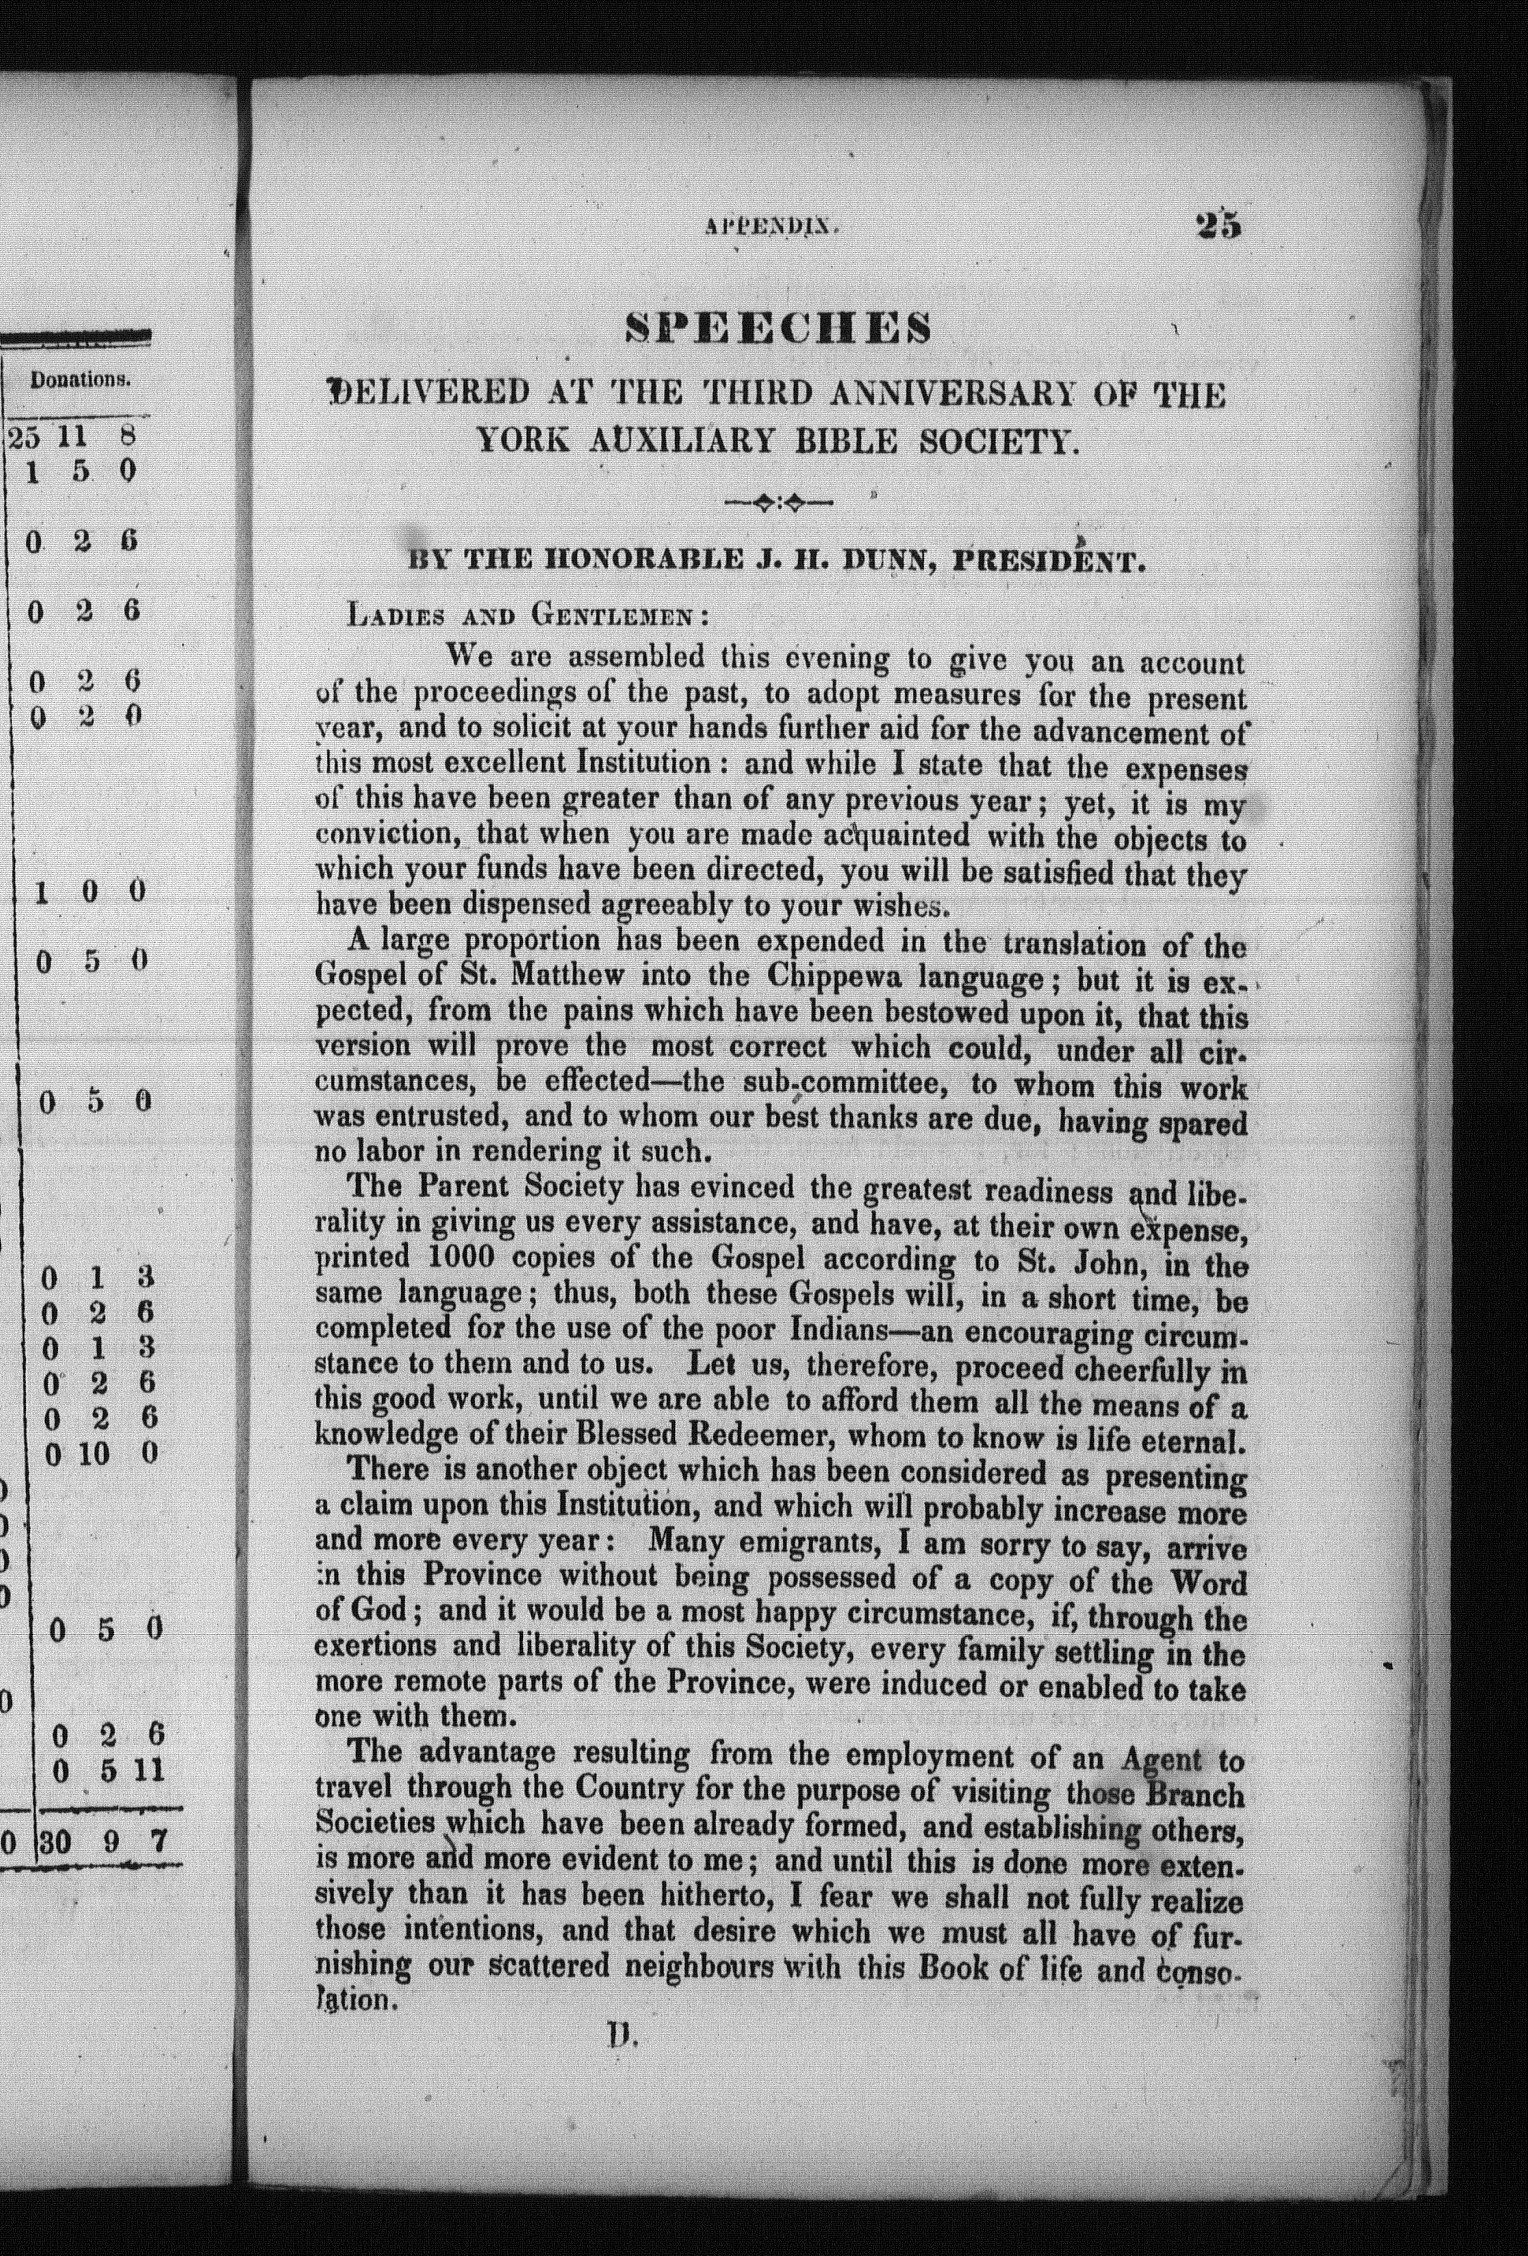 Donations.
25 11 8
1 5 0
0 2 6
0 2 6
0 2 6
0 2 0
1 0 0
0 5 0
0 5 0
0 1 3
0 2 6
0 1 3
0 2 6
0 2 6
0 10 0
0 5 0
0 2 6
0 5 11
0 30 9 7
APPENDIX. 25
SPEECHES
DELIVERED AT THE THIRD ANNIVERSARY OF THE
YORK AUXILIARY BIBLE SOCIETY.
BY THE HONORABLE J. H. DUNN, PRESIDENT.
LADIES AND GENTLEMEN:
We are assembled this evening to give you an account
of the proceedings of the past, to adopt measures for the present
year, and to solicit at your hands further aid for the advancement of
this most excellent Institution: and while I state that the expenses
of this have been greater than of any previous year; yet, it is my
conviction, that when you are made acquainted with the objects to
which your funds have been directed, you will be satisfied that they
have been dispensed agreeably to your wishes.
A large proportion has been expended in the translation of the
Gospel of St. Matthew into the Chippewa language; but it is ex-
pected, from the pains which have been bestowed upon it, that this
version will prove the most correct which could, under all cir-
cumstances, be effected—the sub-committee, to whom this work
was entrusted, and to whom our best thanks are due, having spared
no labor in rendering it such.
The Parent Society has evinced the greatest readiness and libe-
rality in giving us every assistance, and have, at their own expense,
printed 1000 copies of the Gospel according to St. John, in the
same language; thus, both these Gospels will, in a short time, be
completed for the use of the poor Indians—an encouraging circum-
stance to them and to us. Let us, therefore, proceed cheerfully in
this good work, until we are able to afford them all the means of a
knowledge of their Blessed Redeemer, whom to know is life eternal.
There is another object which has been considered as presenting
a claim upon this Institution, and which will probably increase more
and more every year: Many emigrants, I am sorry to say, arrive
in this Province without being possessed of a copy of the Word
of God; and it would be a most happy circumstance, if, through the
exertions and liberality of this Society, every family settling in the
more remote parts of the Province, were induced or enabled to take
one with them.
The advantage resulting from the employment of an Agent to
travel through the Country for the purpose of visiting those Branch
Societies which have been already formed, and establishing others,
is more and more evident to me; and until this is done more exten-
sively than it has been hitherto, I fear we shall not fully realize
those intentions, and that desire which we must all have of fur-
nishing our scattered neighbours with this Book of life and conso-
lation.
D.